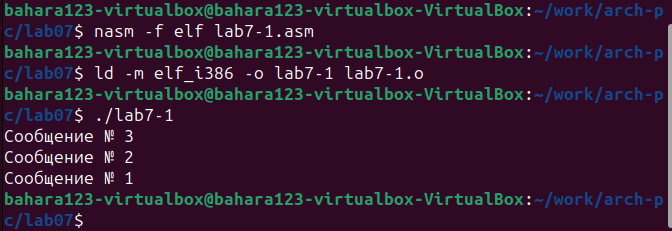 bahara123-virtualbox@bahara123-virtualbox-VirtualBox:~/work/arch-p
c/lab07$ nasm -f elf lab7-1.asm
bahara123-virtualbox@bahara123-virtualbox-VirtualBox:~/work/arch-p
c/lab07$ ld -m elf_i386 -o lab7-1 lab7-1.o
bahara123-virtualbox@bahara123-virtualbox-VirtualBox:~/work/arch-p
c/lab07$ ./lab7-1
Сообщение № 3
Сообщение № 2
Сообщение № 1
bahara123-virtualbox@bahara123-virtualbox-VirtualBox:~/work/arch-p
c/lab07$